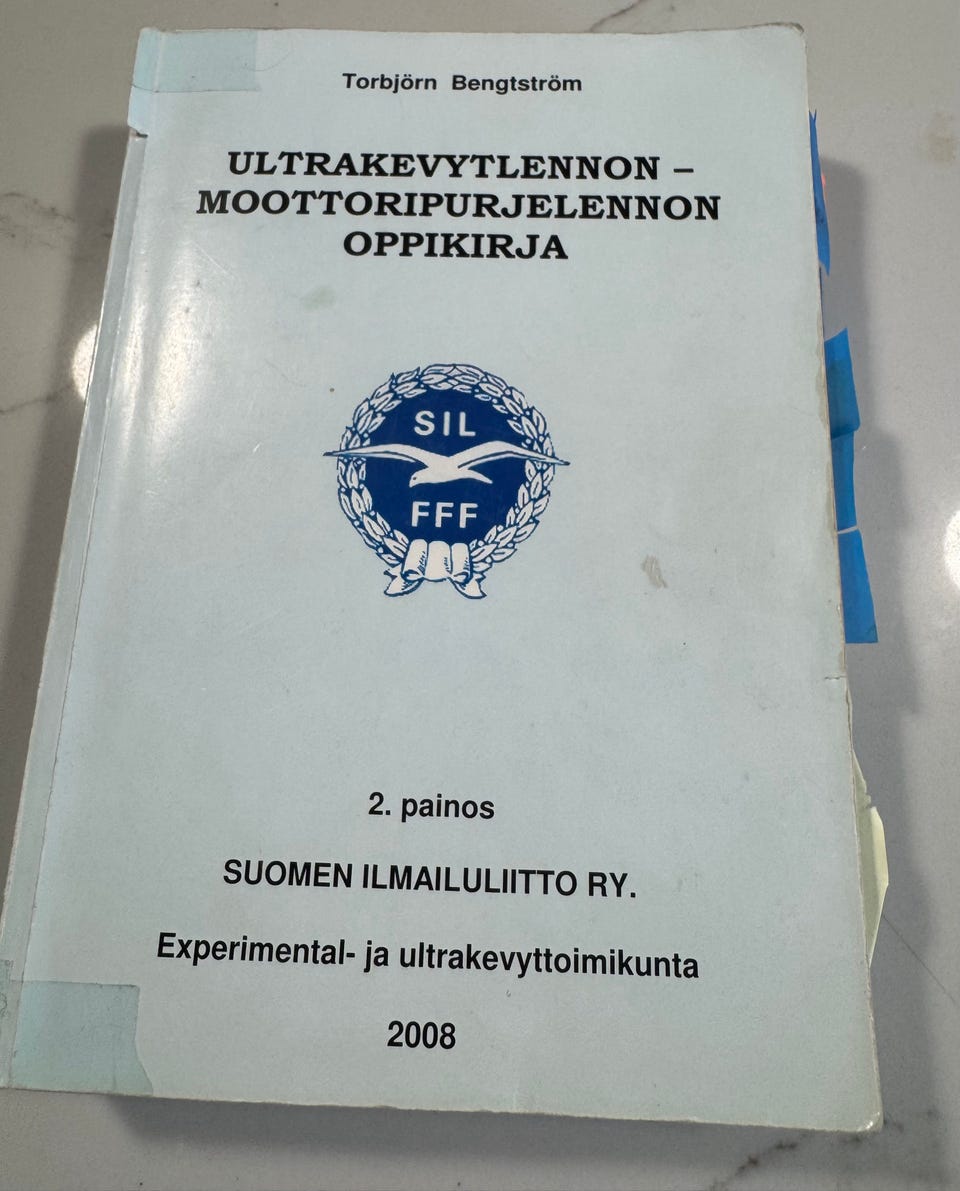 Torbjörn Bengtström
ULTRAKEVYTLENNON –
MOOTTORIPURJELENNON
OPPIKIRJA
SIL
FFF
2. painos
SUOMEN ILMAILULIITTO RY.
Experimental- ja ultrakevyttoimikunta
2008